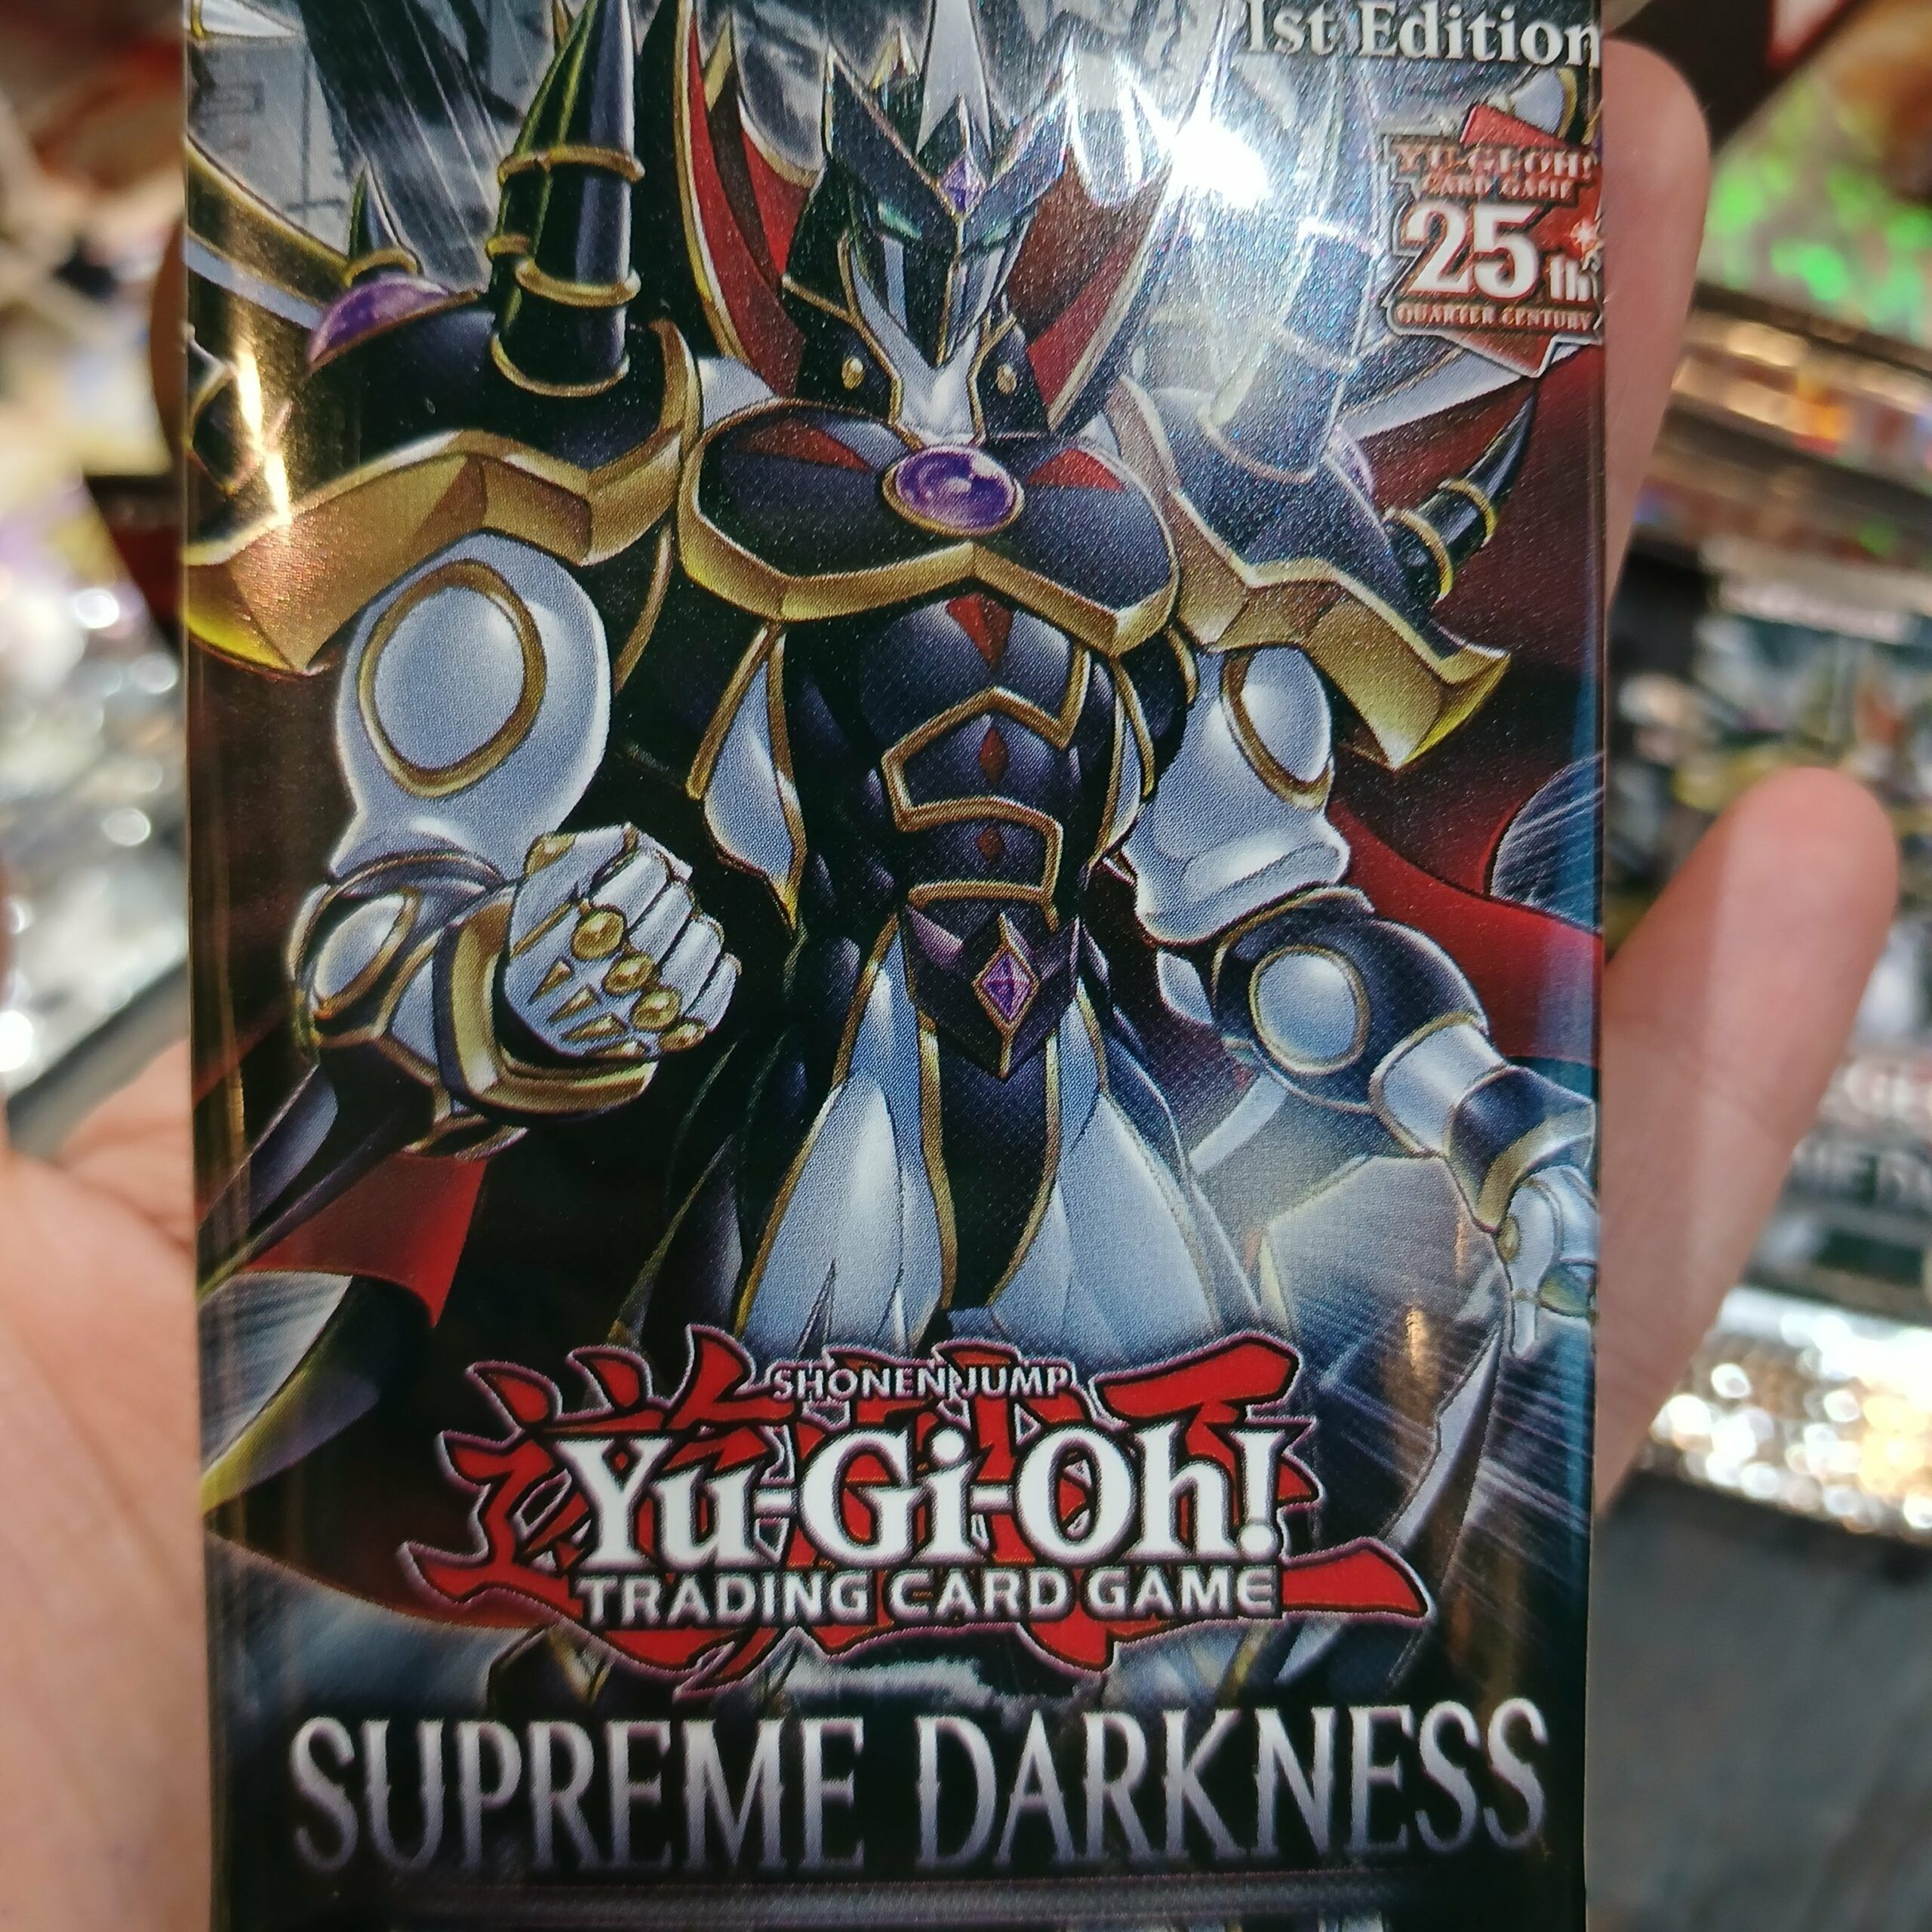 1st Edition
YU-GI-OH!
CARD GAME
25th
QUARTER CENTURY
SHONEN JUMP
Yu-Gi-Oh!
TRADING CARD GAME
SUPREME DARKNESS